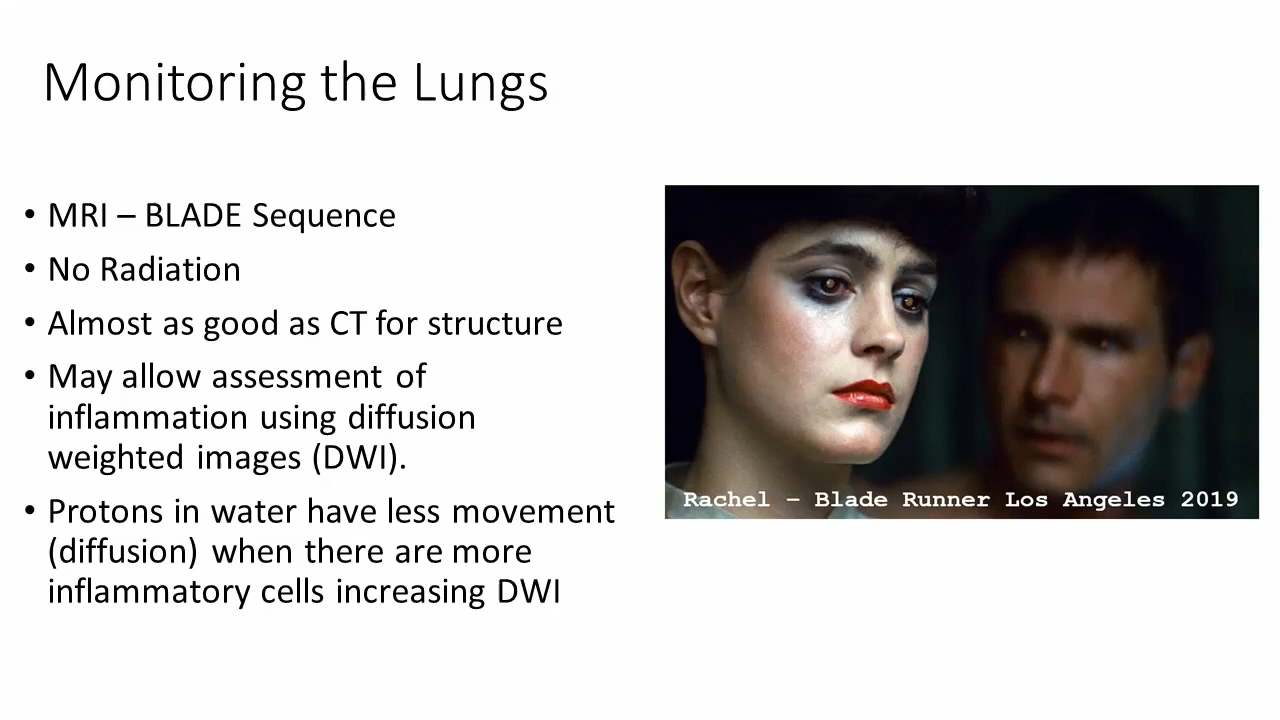 Monitoring the Lungs
• MRI – BLADE Sequence
• No Radiation
• Almost as good as CT for structure
• May allow assessment of
inflammation using diffusion
weighted images (DWI).
• Protons in water have less movement
(diffusion) when there are more
inflammatory cells increasing DWI
Rachel – Blade Runner Los Angeles 2019